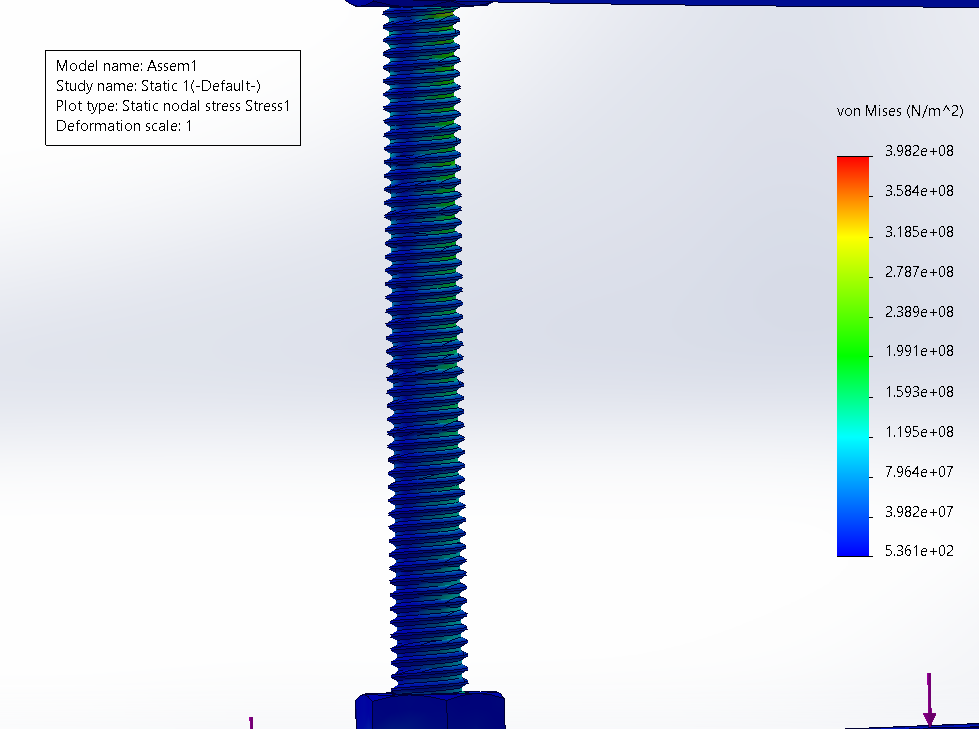 Model name: Assem1
Study name: Static 1(-Default-)
Plot type: Static nodal stress Stress1
Deformation scale: 1
von Mises (N/m^2)
3.982e+08
3.584e+08
3.185e+08
2.787e+08
2.389e+08
1.991e+08
1.593e+08
1.195e+08
7.964e+07
3.982e+07
5.361e+02